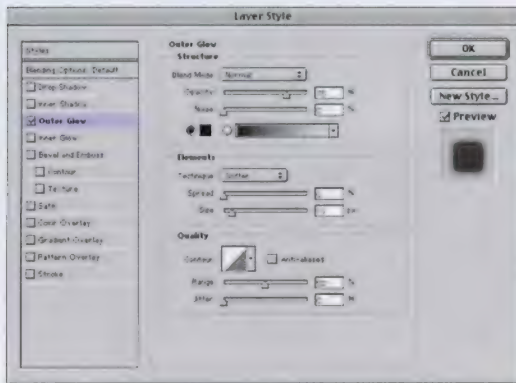 Layer Style
Styles
Blending Options: Default
Drop Shadow
Inner Shadow
Outer Glow
Inner Glow
Bevel and Emboss
Contour
Texture
Satin
Color Overlay
Gradient Overlay
Pattern Overlay
Stroke
Outer Glow
Structure
Blend Mode: Normal
Opacity: %
Noise: %
Elements
Technique: Softer
Spread: %
Size: px
Quality
Contour: Anti-aliased
Range: %
Jitter: %
OK
Cancel
New Style...
Preview